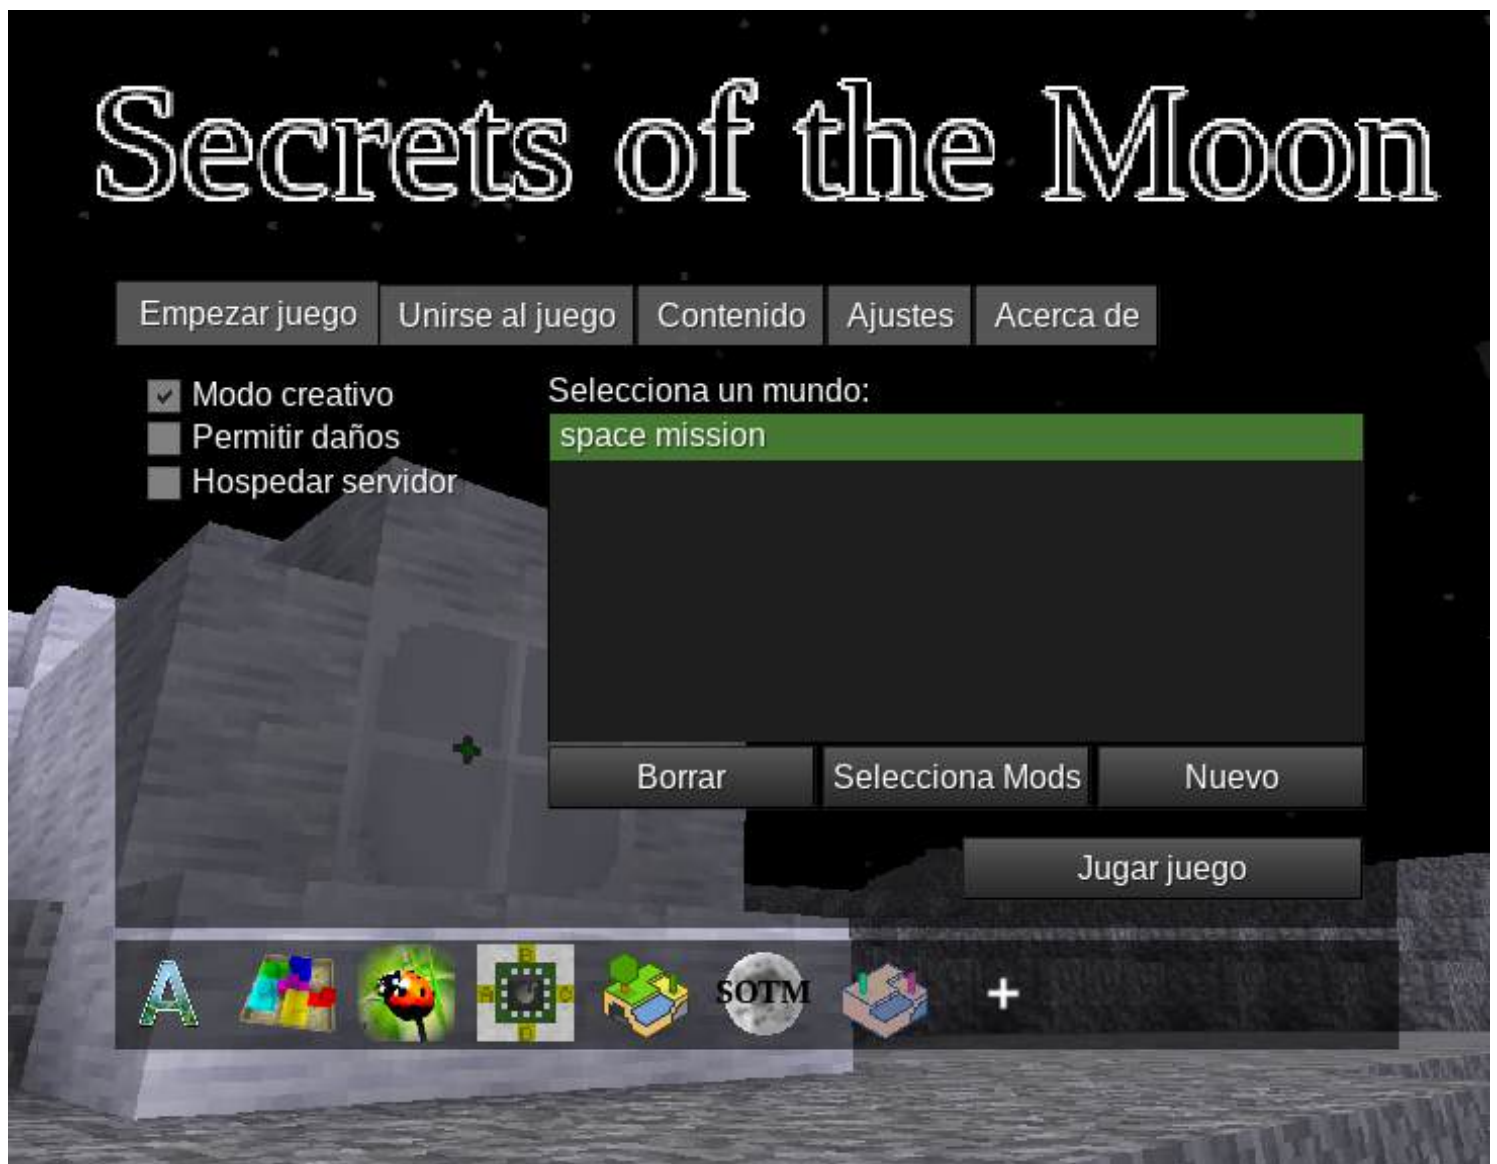 Secrets of the Moon
Empezar juego Unirse al juego Contenido Ajustes Acerca de
Modo creativo
Permitir daños
Hospedar servidor
Selecciona un mundo:
space mission
Borrar Selecciona Mods Nuevo
Jugar juego
A B A C D SOTM +